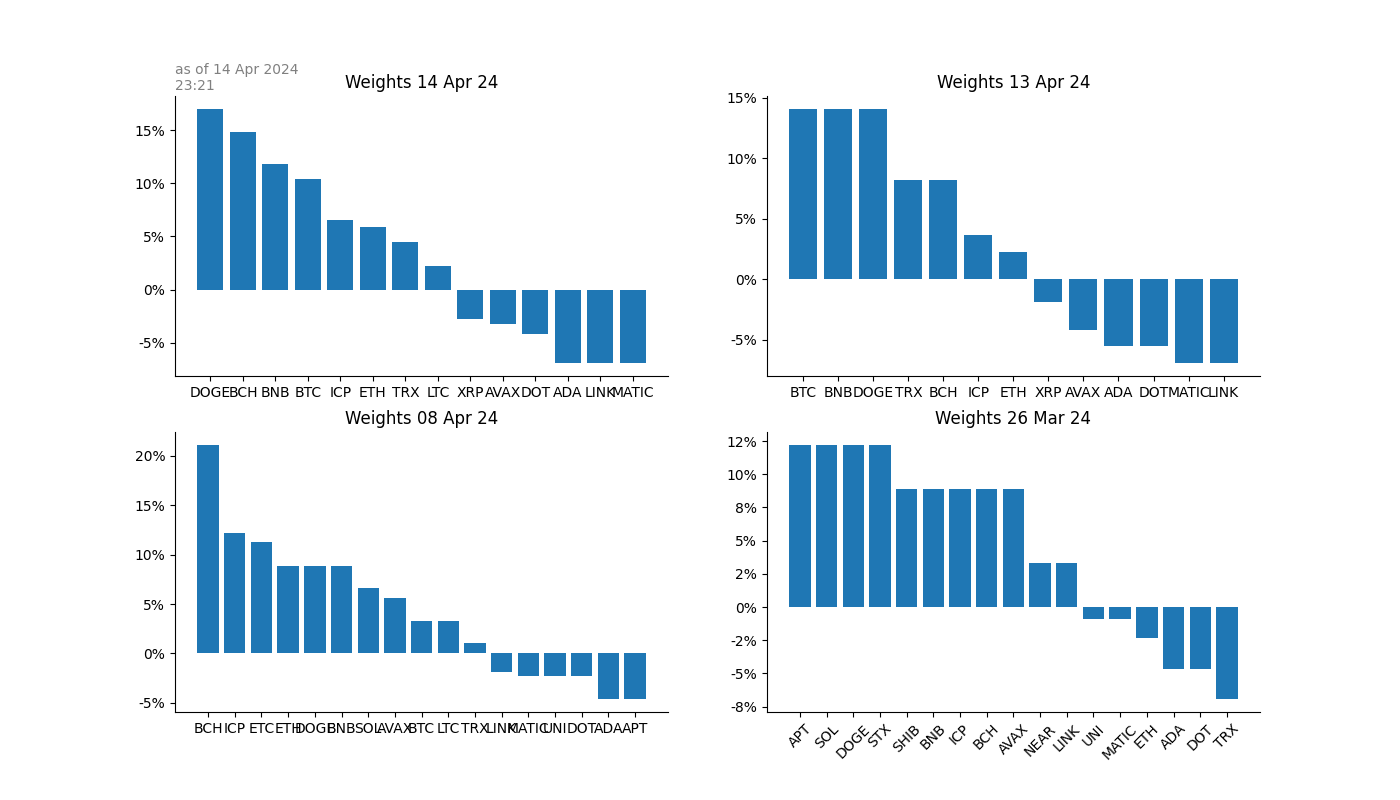 as of 14 Apr 2024
23:21
Weights 14 Apr 24
15%
10%
5%
0%
-5%
DOGE BCH BNB BTC ICP ETH TRX LTC XRP AVAX DOT ADA LINK MATIC
Weights 13 Apr 24
15%
10%
5%
0%
-5%
BTC BNB DOGE TRX BCH ICP ETH XRP AVAX ADA DOT MATIC LINK
Weights 08 Apr 24
20%
15%
10%
5%
0%
-5%
BCH ICP ETC ETH DOGE BNB SOL AVAX BTC LTC TRX LINK MATIC UNI DOT ADA APT
Weights 26 Mar 24
12%
10%
8%
5%
2%
0%
-2%
-5%
-8%
APT SOL DOGE STX SHIB BNB ICP BCH AVAX NEAR LINK UNI MATIC ETH ADA DOT TRX